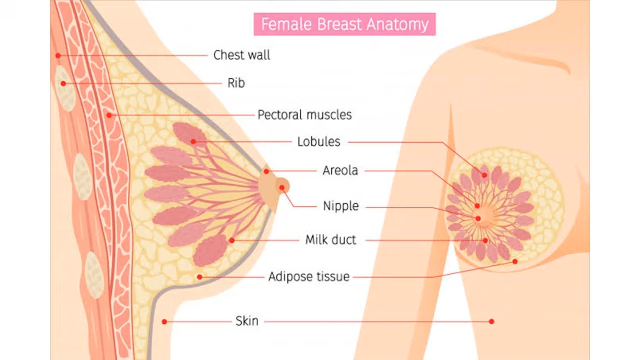 Female Breast Anatomy
Chest wall
Rib
Pectoral muscles
Lobules
Areola
Nipple
Milk duct
Adipose tissue
Skin